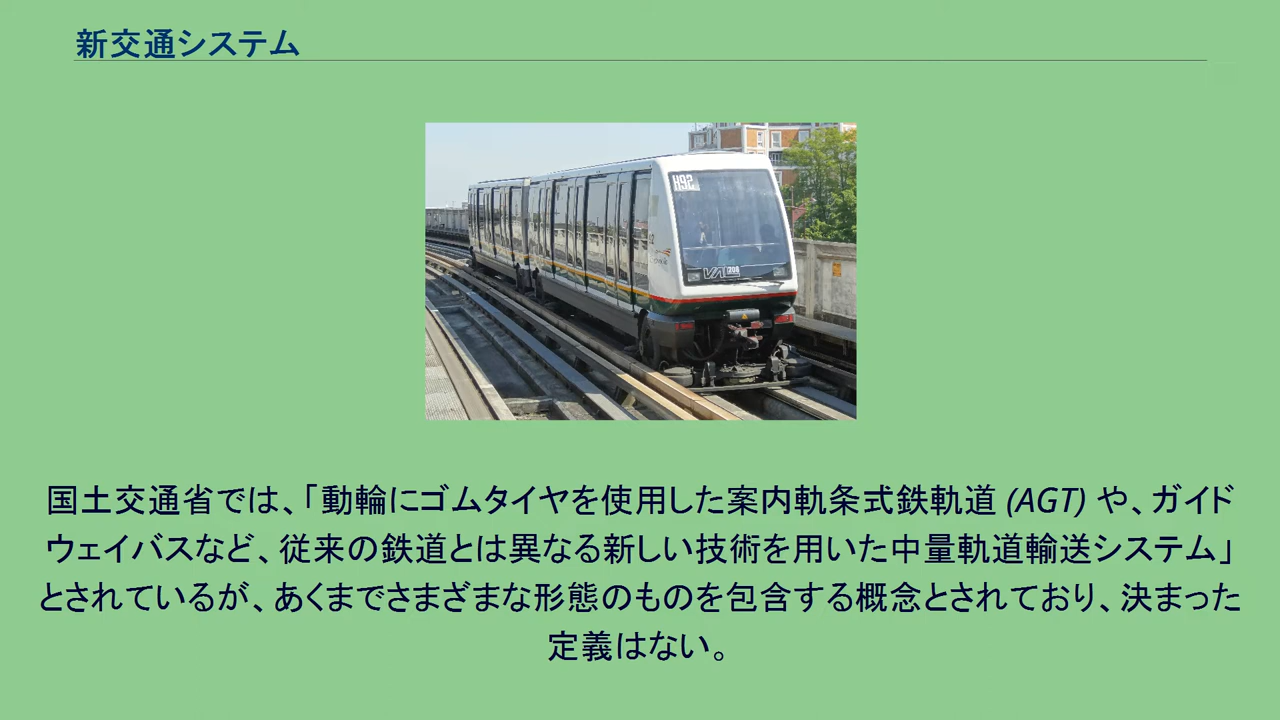 新交通システム
H92
VAL 208
国土交通省では、「動輪にゴムタイヤを使用した案内軌条式鉄軌道 (AGT) や、ガイド
ウェイバスなど、従来の鉄道とは異なる新しい技術を用いた中量軌道輸送システム」
とされているが、あくまでさまざまな形態のものを包含する概念とされており、決まった
定義はない。